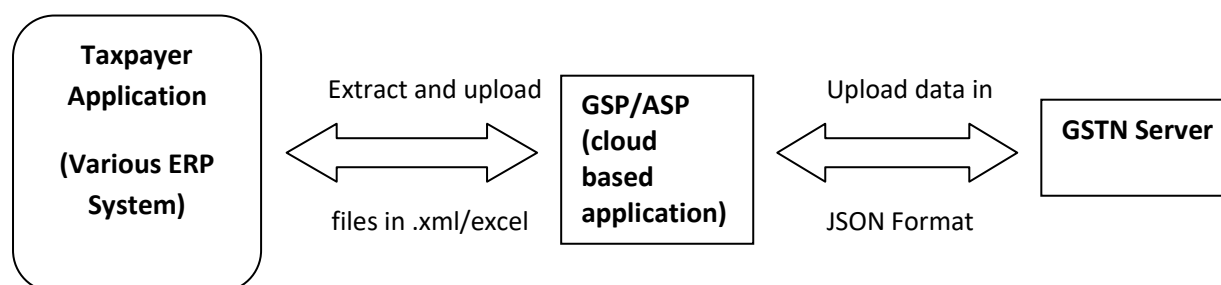 Taxpayer
Application
(Various ERP
System)
Extract and upload
files in .xml/excel
GSP/ASP
(cloud
based
application)
Upload data in
JSON Format
GSTN Server